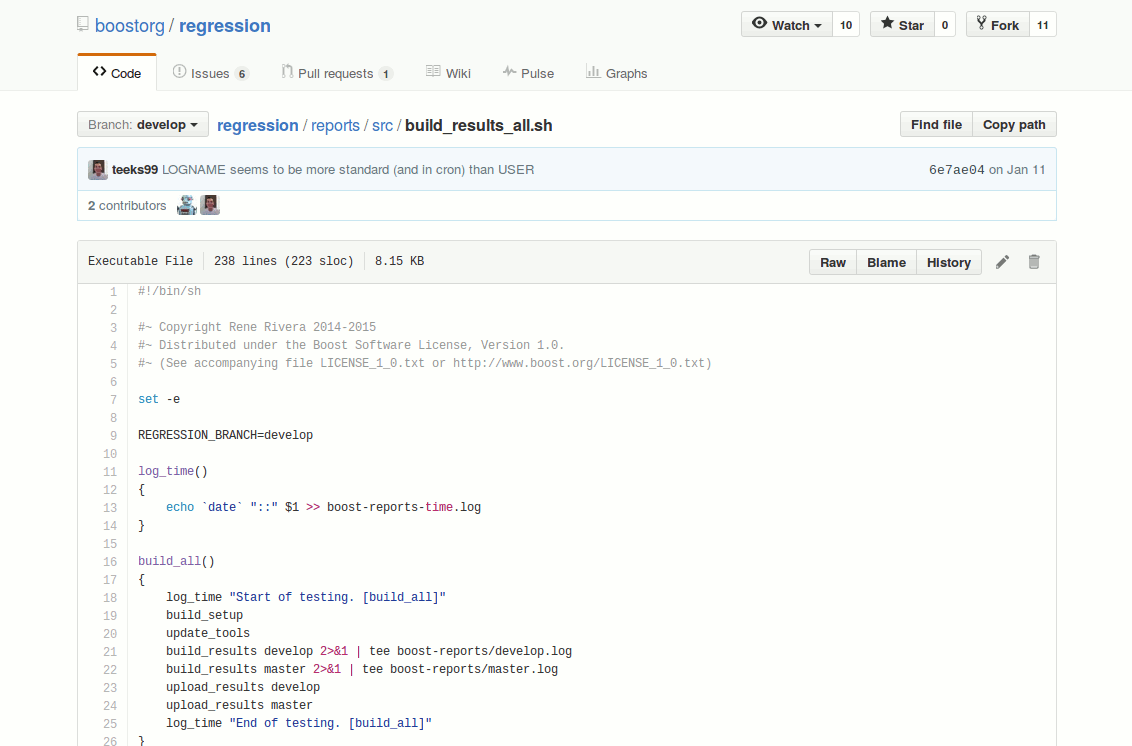 boostorg / regression
Watch 10 Star 0 Fork 11
Code Issues 6 Pull requests 1 Wiki Pulse Graphs
Branch: develop regression / reports / src / build_results_all.sh Find file Copy path
teeks99 LOGNAME seems to be more standard (and in cron) than USER 6e7ae04 on Jan 11
2 contributors
Executable File 238 lines (223 sloc) 8.15 KB Raw Blame History
1 #!/bin/sh
2
3 #~ Copyright Rene Rivera 2014-2015
4 #~ Distributed under the Boost Software License, Version 1.0.
5 #~ (See accompanying file LICENSE_1_0.txt or http://www.boost.org/LICENSE_1_0.txt)
6
7 set -e
8
9 REGRESSION_BRANCH=develop
10
11 log_time()
12 {
13     echo `date` "::" $1 >> boost-reports-time.log
14 }
15
16 build_all()
17 {
18     log_time "Start of testing. [build_all]"
19     build_setup
20     update_tools
21     build_results develop 2>&1 | tee boost-reports/develop.log
22     build_results master 2>&1 | tee boost-reports/master.log
23     upload_results develop
24     upload_results master
25     log_time "End of testing. [build_all]"
26 }